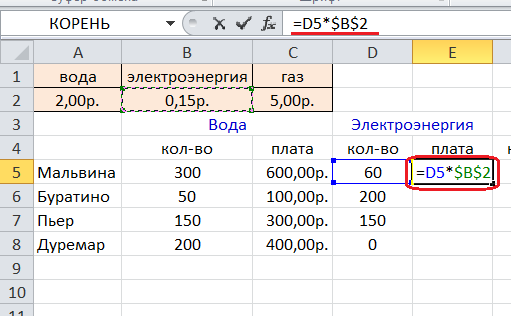 КОРЕНЬ fx =D5*$B$2
A B C D E
1 вода электроэнергия газ
2 2,00р. 0,15р. 5,00р.
3 Вода Электроэнергия
4 кол-во плата кол-во плата
5 Мальвина 300 600,00р. 60 =D5*$B$2
6 Буратино 50 100,00р. 200
7 Пьер 150 300,00р. 150
8 Дуремар 200 400,00р. 0
9
10
11